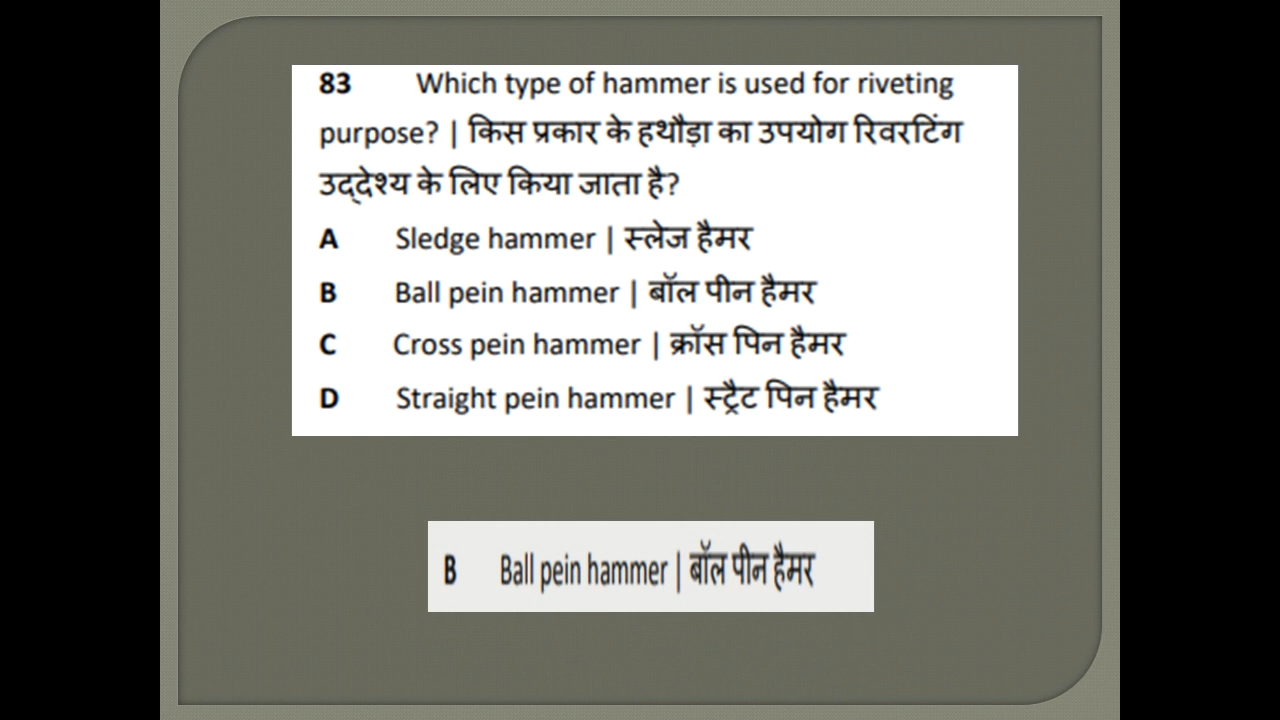 83 Which type of hammer is used for riveting
purpose? | किस प्रकार के हथौड़ा का उपयोग रिवरटिंग
उद्देश्य के लिए किया जाता है?
A Sledge hammer | स्लेज हैमर
B Ball pein hammer | बॉल पीन हैमर
C Cross pein hammer | क्रॉस पिन हैमर
D Straight pein hammer | स्ट्रैट पिन हैमर
B Ball pein hammer | बॉल पीन हैमर